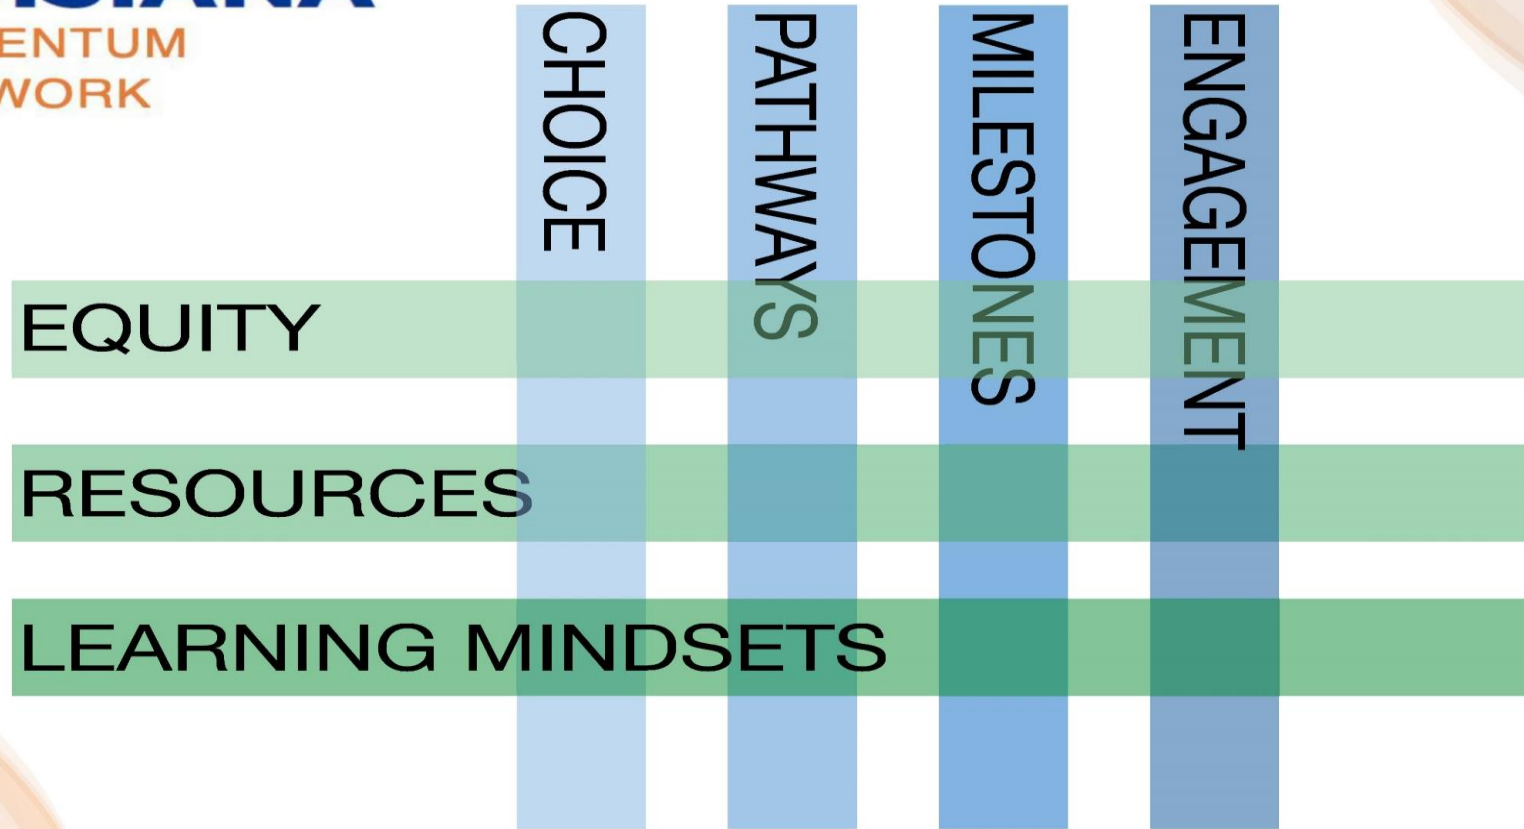 ENTUM
WORK
CHOICE
PATHWAYS
MILESTONES
ENGAGEMENT
EQUITY
RESOURCES
LEARNING MINDSETS